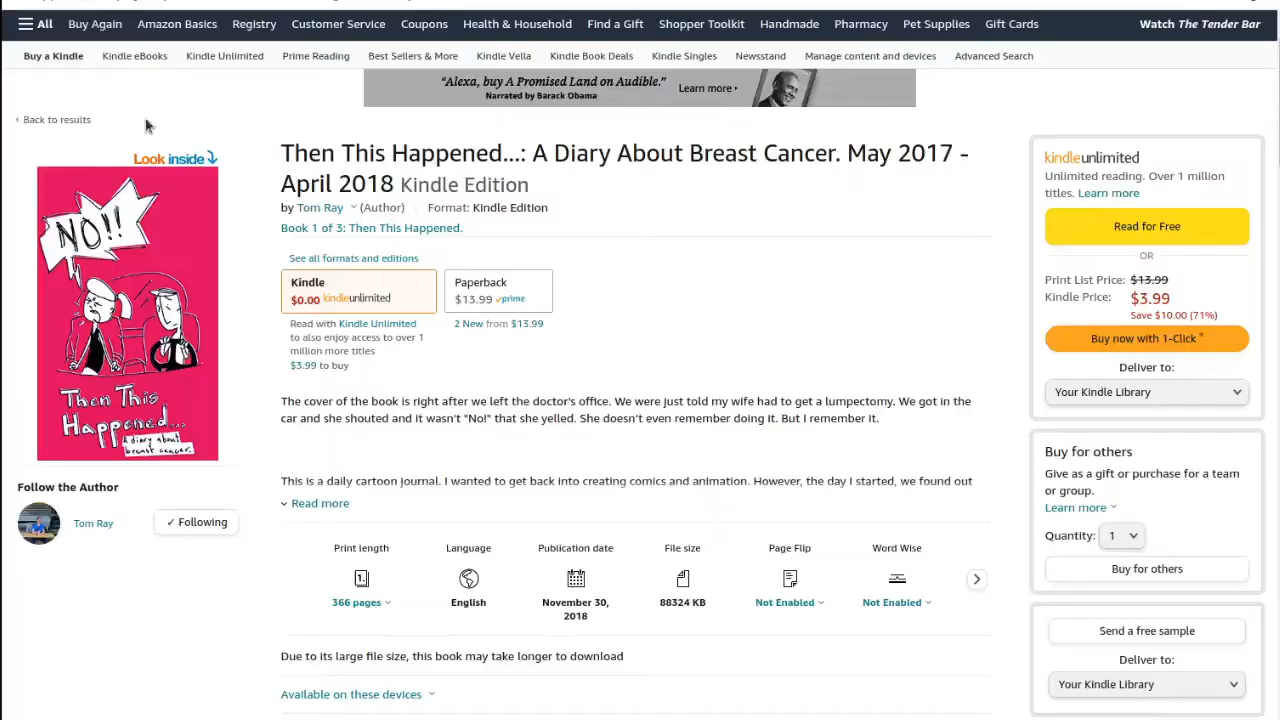 All Buy Again Amazon Basics Registry Customer Service Coupons Health & Household Find a Gift Shopper Toolkit Handmade Pharmacy Pet Supplies Gift Cards Watch The Tender Bar
Buy a Kindle Kindle eBooks Kindle Unlimited Prime Reading Best Sellers & More Kindle Vella Kindle Book Deals Kindle Singles Newsstand Manage content and devices Advanced Search
"Alexa, buy A Promised Land on Audible."
Narrated by Barack Obama
Learn more ›
‹ Back to results
Look inside
NO!!
Then This
Happened...
A diary about
breast cancer.
Follow the Author
Tom Ray
✓ Following
Then This Happened...: A Diary About Breast Cancer. May 2017 -
April 2018 Kindle Edition
by Tom Ray (Author) Format: Kindle Edition
Book 1 of 3: Then This Happened.
See all formats and editions
Kindle
$0.00 kindleunlimited
Paperback
$13.99 ✓prime
Read with Kindle Unlimited
to also enjoy access to over 1
million more titles
$3.99 to buy
2 New from $13.99
The cover of the book is right after we left the doctor's office. We were just told my wife had to get a lumpectomy. We got in the
car and she shouted and it wasn't "No!" that she yelled. She doesn't even remember doing it. But I remember it.
This is a daily cartoon journal. I wanted to get back into creating comics and animation. However, the day I started, we found out
Read more
Print length
366 pages
Language
English
Publication date
November 30,
2018
File size
88324 KB
Page Flip
Not Enabled
Word Wise
Not Enabled
Due to its large file size, this book may take longer to download
Available on these devices
kindleunlimited
Unlimited reading. Over 1 million
titles. Learn more
Read for Free
OR
Print List Price: $13.99
Kindle Price: $3.99
Save $10.00 (71%)
Buy now with 1-Click ®
Deliver to:
Your Kindle Library
Buy for others
Give as a gift or purchase for a team
or group.
Learn more
Quantity: 1
Buy for others
Send a free sample
Deliver to:
Your Kindle Library